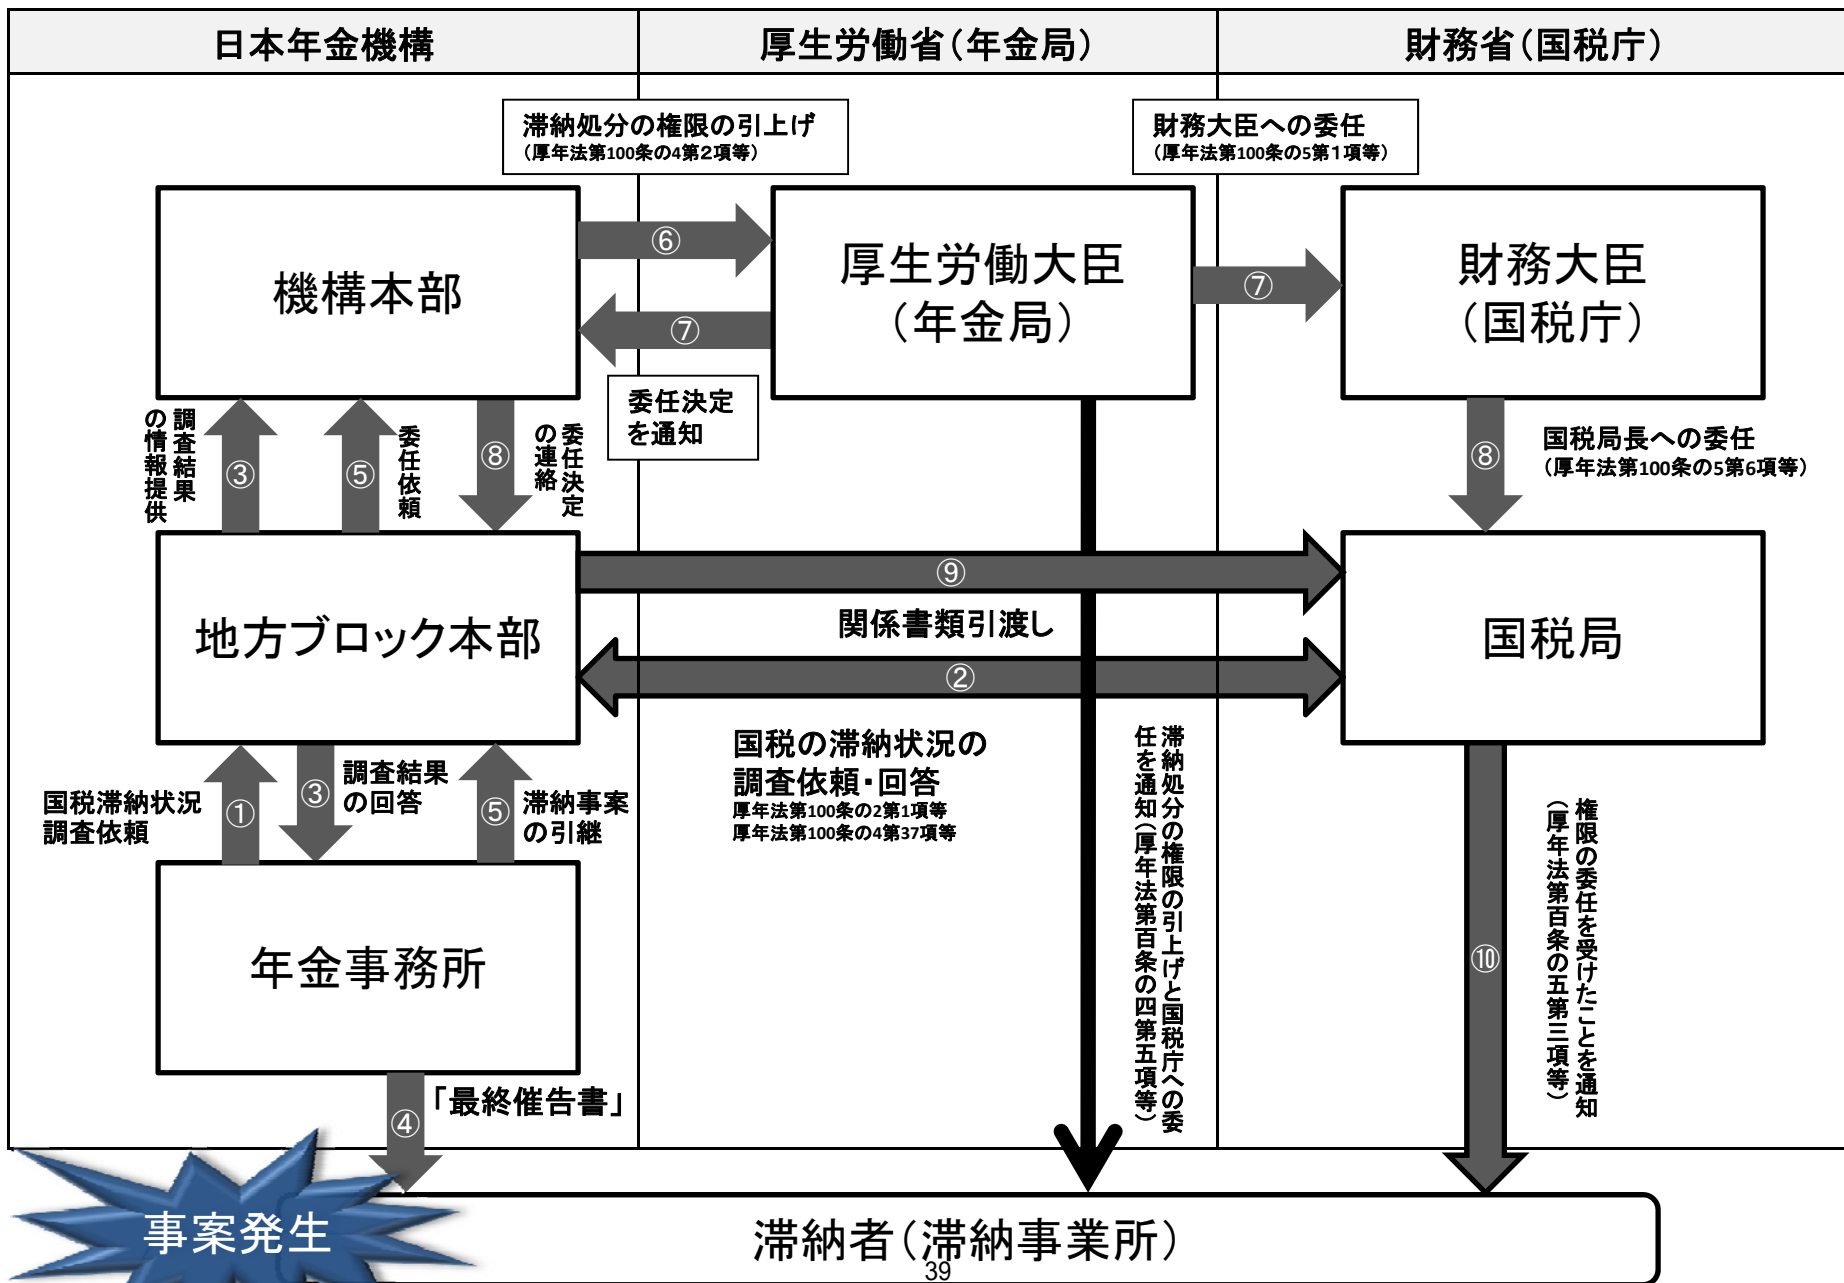 日本年金機構
厚生労働省（年金局）
財務省（国税庁）
滞納処分の権限の引上げ
（厚年法第100条の4第2項等）
財務大臣への委任
（厚年法第100条の5第1項等）
機構本部
⑥
厚生労働大臣
（年金局）
⑦
財務大臣
（国税庁）
⑦
委任決定
を通知
調査結果
の情報提供
③
⑤
委任依頼
⑧
委任決定
の連絡
⑧
国税局長への委任
（厚年法第100条の5第6項等）
地方ブロック本部
⑨
関係書類引渡し
②
国税局
国税の滞納状況の
調査依頼・回答
厚年法第100条の2第1項等
厚年法第100条の4第37項等
国税滞納状況
調査依頼
①
③
調査結果
の回答
⑤
滞納事案
の引継
滞納処分の権限の引上げと国税庁への委
任を通知（厚年法第百条の四第五項等）
権限の委任を受けたことを通知
（厚年法第百条の五第三項等）
⑩
年金事務所
④
「最終催告書」
事案発生
滞納者（滞納事業所）
39